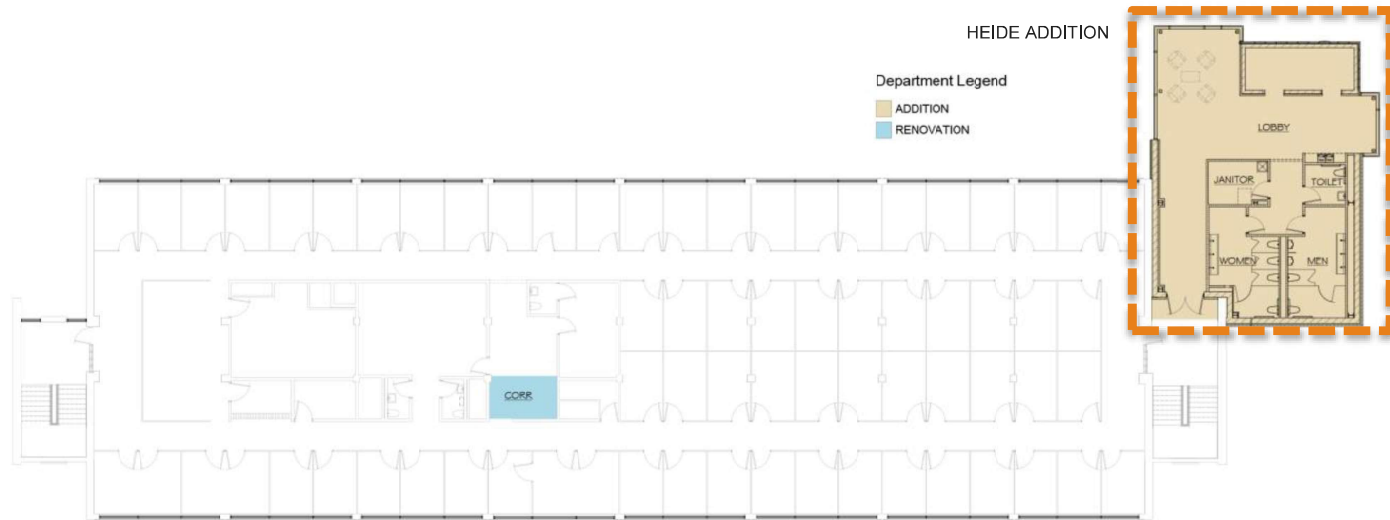 HEIDE ADDITION
Department Legend
ADDITION
RENOVATION
LOBBY
JANITOR
TOILET
WOMEN
MEN
CORR.